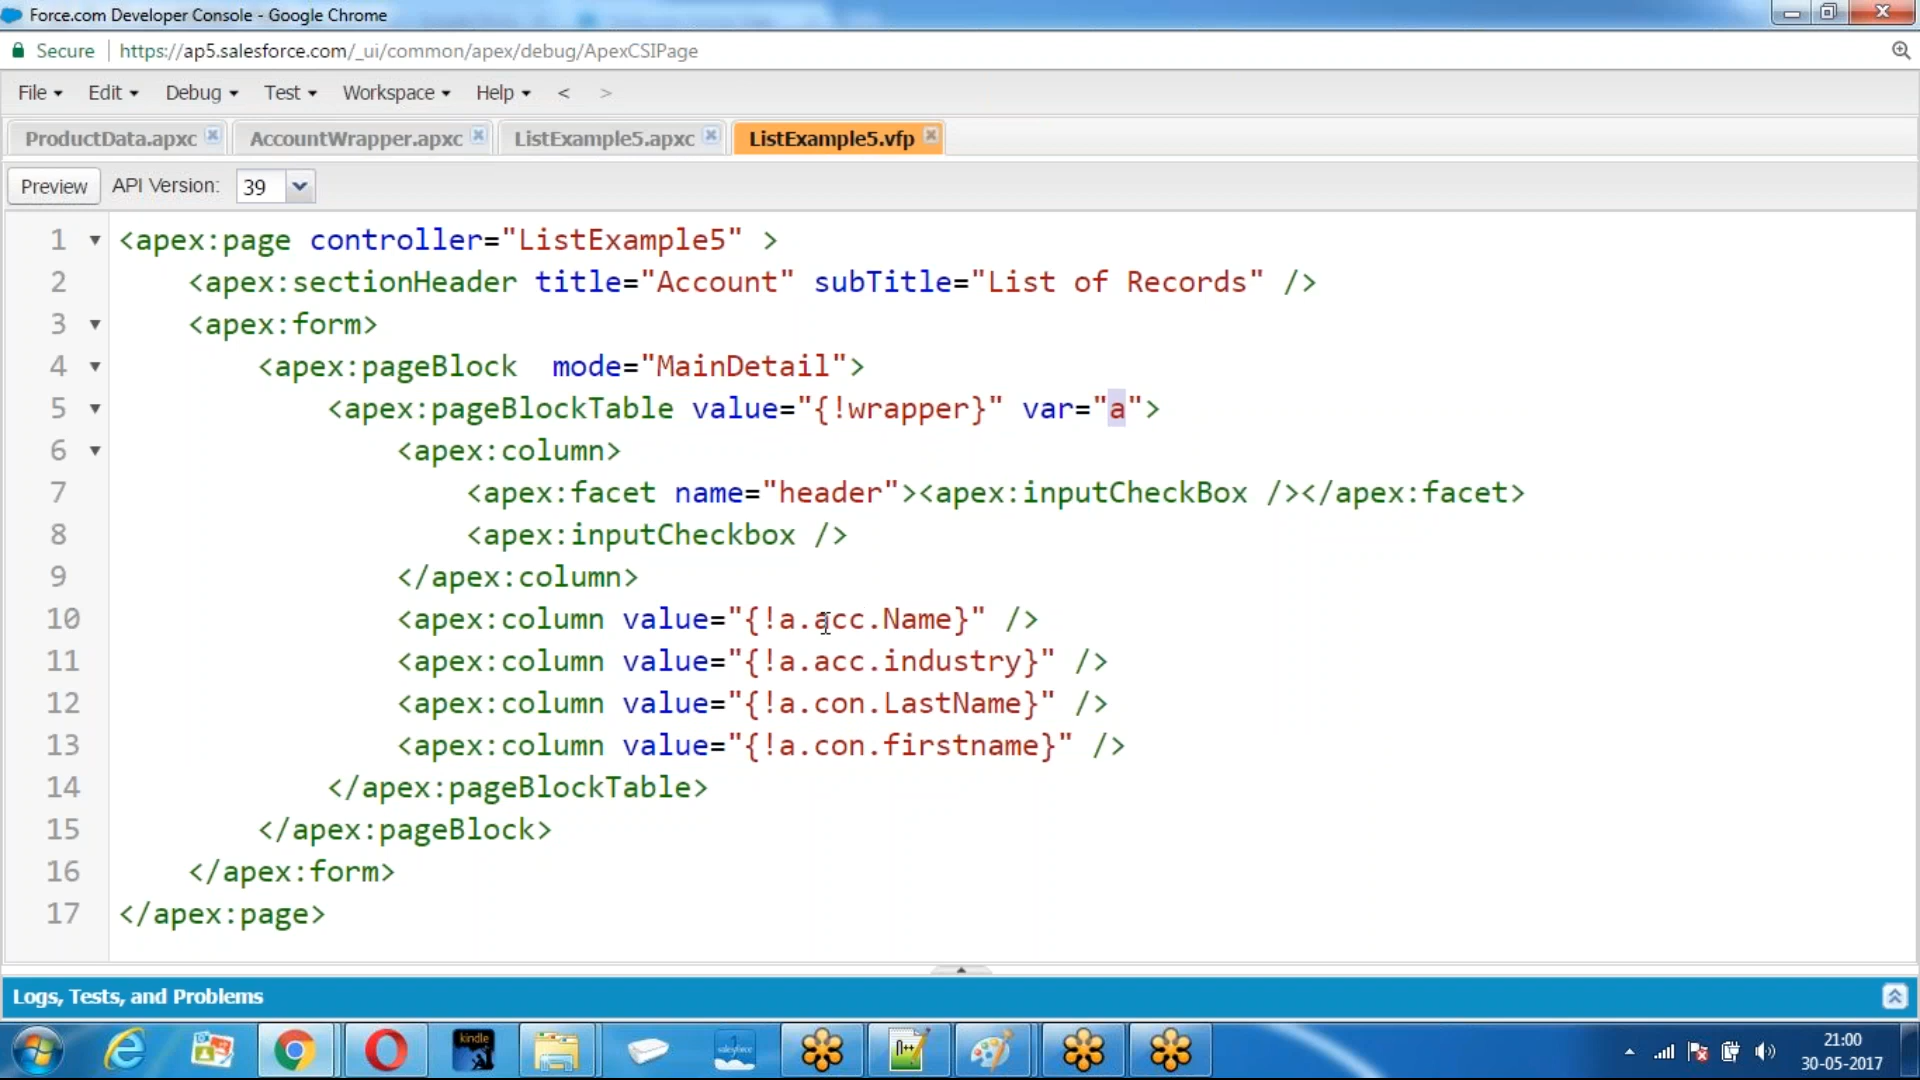 Force.com Developer Console - Google Chrome
Secure https://ap5.salesforce.com/_ui/common/apex/debug/ApexCSIPage
File Edit Debug Test Workspace Help < >
ProductData.apxc AccountWrapper.apxc ListExample5.apxc ListExample5.vfp
Preview API Version: 39
1 <apex:page controller="ListExample5" >
2 <apex:sectionHeader title="Account" subTitle="List of Records" />
3 <apex:form>
4 <apex:pageBlock mode="MainDetail">
5 <apex:pageBlockTable value="{!wrapper}" var="a">
6 <apex:column>
7 <apex:facet name="header"><apex:inputCheckBox /></apex:facet>
8 <apex:inputCheckbox />
9 </apex:column>
10 <apex:column value="{!a.acc.Name}" />
11 <apex:column value="{!a.acc.industry}" />
12 <apex:column value="{!a.con.LastName}" />
13 <apex:column value="{!a.con.firstname}" />
14 </apex:pageBlockTable>
15 </apex:pageBlock>
16 </apex:form>
17 </apex:page>
Logs, Tests, and Problems
kindle
salesforce
21:00
30-05-2017